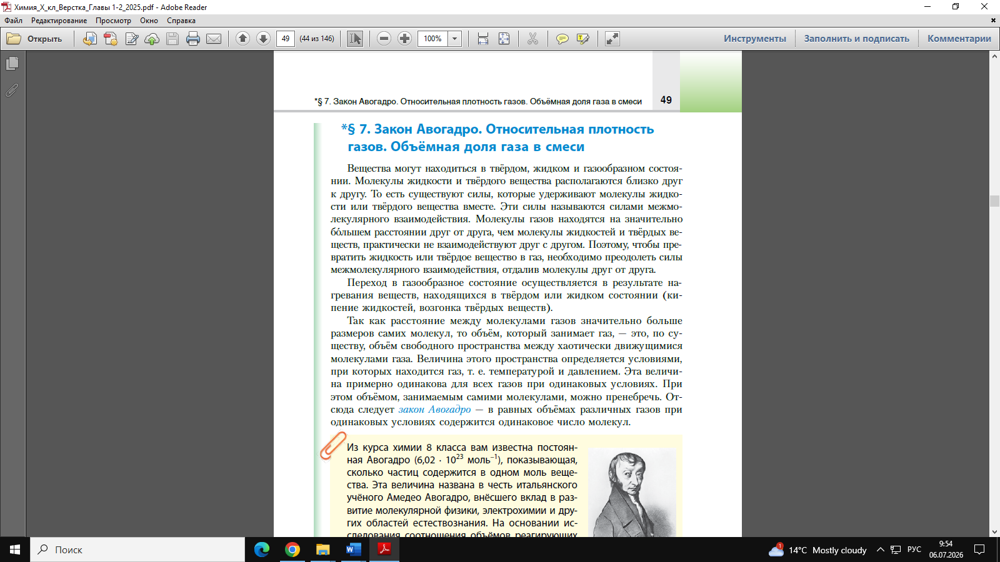 Химия_X_кл_Верстка_Главы 1-2_2025.pdf - Adobe Reader
Файл Редактирование Просмотр Окно Справка
Открыть 49 (44 из 146) 100% Инструменты Заполнить и подписать Комментарии
*§ 7. Закон Авогадро. Относительная плотность газов. Объёмная доля газа в смеси 49
*§ 7. Закон Авогадро. Относительная плотность
газов. Объёмная доля газа в смеси
Вещества могут находиться в твёрдом, жидком и газообразном состоя-
нии. Молекулы жидкости и твёрдого вещества располагаются близко друг
к другу. То есть существуют силы, которые удерживают молекулы жидко-
сти или твёрдого вещества вместе. Эти силы называются силами межмо-
лекулярного взаимодействия. Молекулы газов находятся на значительно
бо́льшем расстоянии друг от друга, чем молекулы жидкостей и твёрдых ве-
ществ, практически не взаимодействуют друг с другом. Поэтому, чтобы пре-
вратить жидкость или твёрдое вещество в газ, необходимо преодолеть силы
межмолекулярного взаимодействия, отдалив молекулы друг от друга.
Переход в газообразное состояние осуществляется в результате на-
гревания веществ, находящихся в твёрдом или жидком состоянии (ки-
пение жидкостей, возгонка твёрдых веществ).
Так как расстояние между молекулами газов значительно больше
размеров самих молекул, то объём, который занимает газ, — это, по су-
ществу, объём свободного пространства между хаотически движущимися
молекулами газа. Величина этого пространства определяется условиями,
при которых находится газ, т. е. температурой и давлением. Эта величи-
на примерно одинакова для всех газов при одинаковых условиях. При
этом объёмом, занимаемым самими молекулами, можно пренебречь. От-
сюда следует закон Авогадро — в равных объёмах различных газов при
одинаковых условиях содержится одинаковое число молекул.
Из курса химии 8 класса вам известна постоян-
ная Авогадро (6,02 · 10²³ моль⁻¹), показывающая,
сколько частиц содержится в одном моль веще-
ства. Эта величина названа в честь итальянского
учёного Амедео Авогадро, внёсшего вклад в раз-
витие молекулярной физики, электрохимии и дру-
гих областей естествознания. На основании ис-
следования соотношения объёмов реагирующих
Поиск 1 14°C Mostly cloudy РУС 9:54
06.07.2026